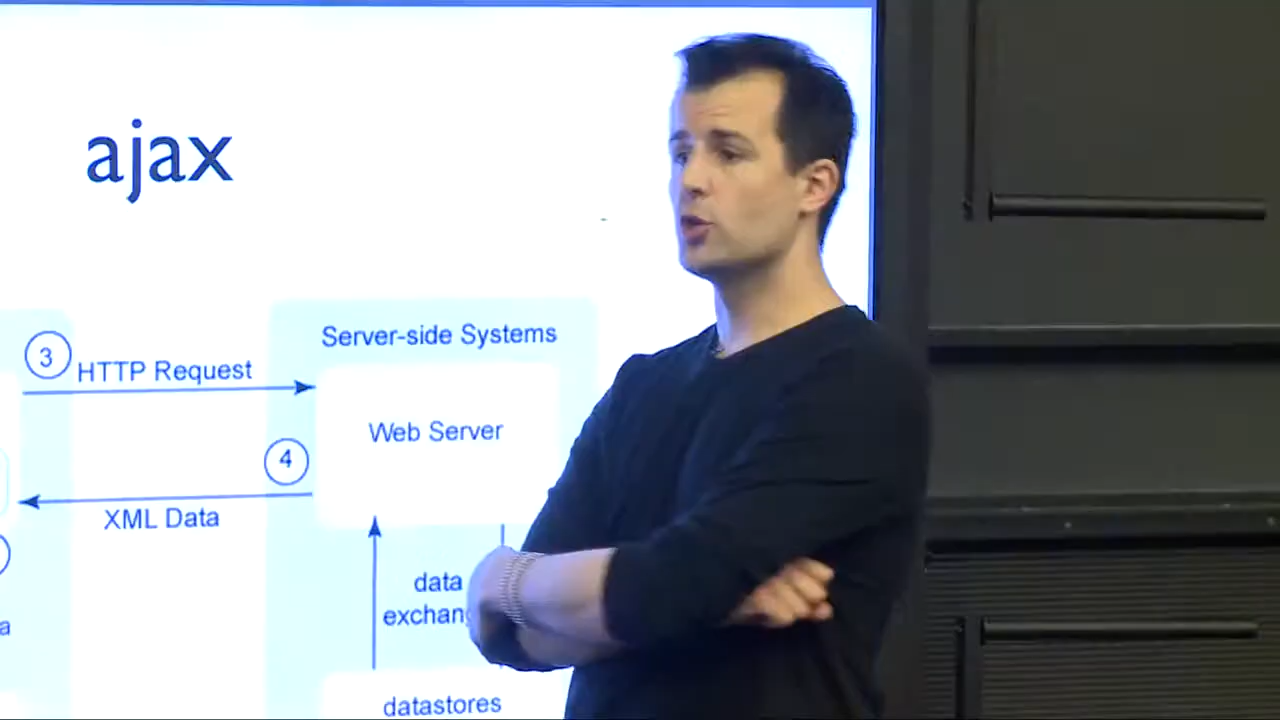 ajax
Server-side Systems
3
HTTP Request
Web Server
4
XML Data
data
datastores